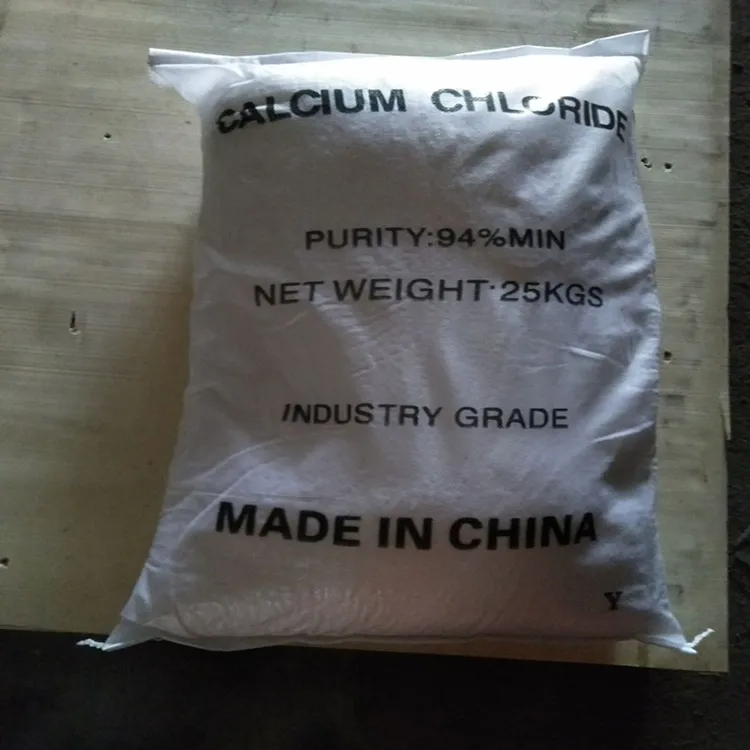 CALCIUM CHLORIDE
PURITY:94%MIN
NET WEIGHT·25KGS
INDUSTRY GRADE
MADE IN CHINA
Y